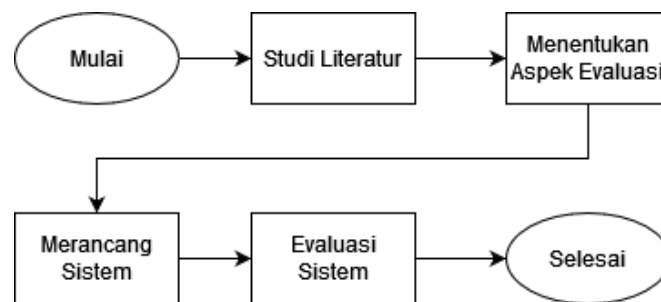 Mulai
Studi Literatur
Menentukan
Aspek Evaluasi
Merancang
Sistem
Evaluasi
Sistem
Selesai